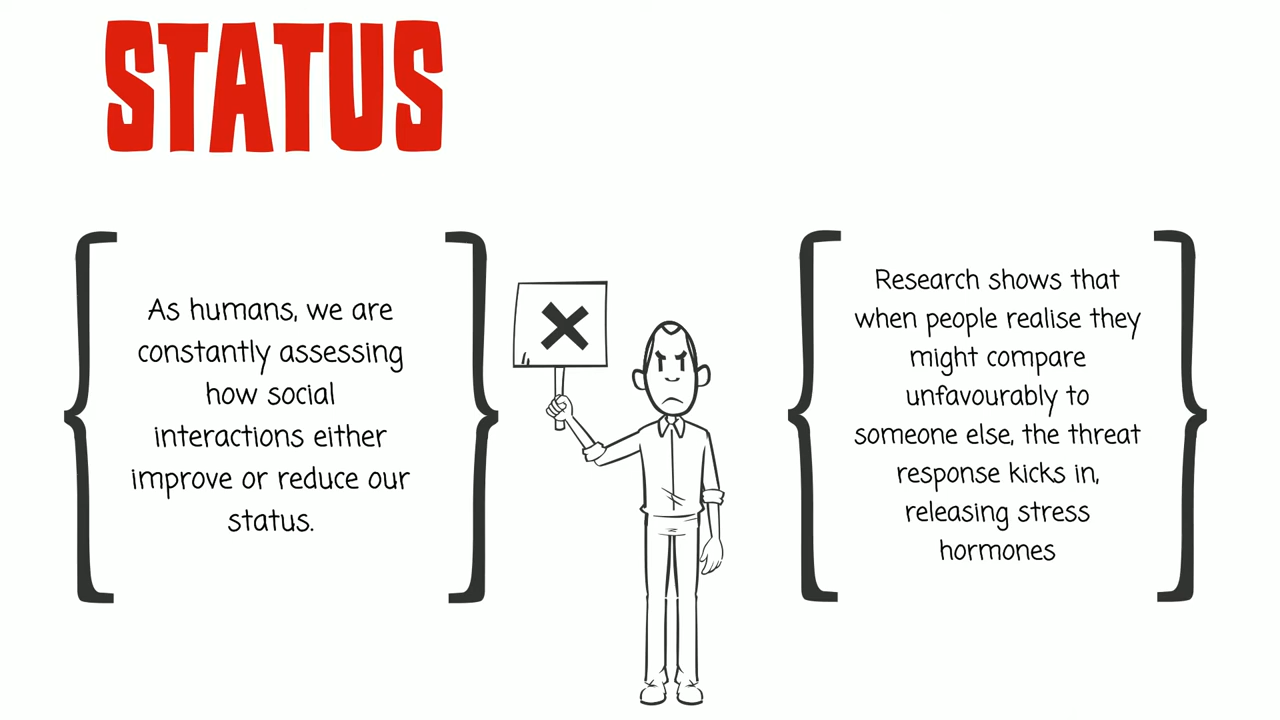 STATUS
As humans, we are
constantly assessing
how social
interactions either
improve or reduce our
status.
Research shows that
when people realise they
might compare
unfavourably to
someone else, the threat
response kicks in,
releasing stress
hormones